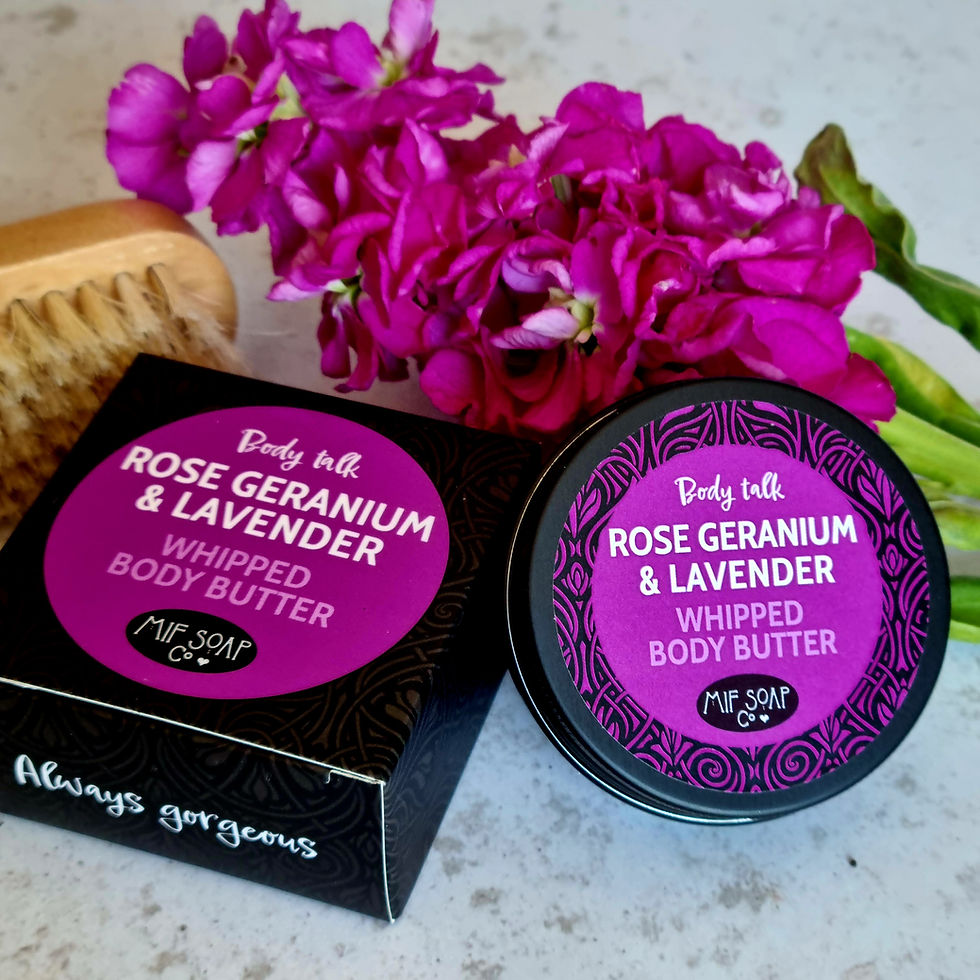 Body talk
ROSE GERANIUM
& LAVENDER
WHIPPED
BODY BUTTER
MIF SOAP
Co
Always gorgeous
Body talk
ROSE GERANIUM
& LAVENDER
WHIPPED
BODY BUTTER
MIF SOAP
Co